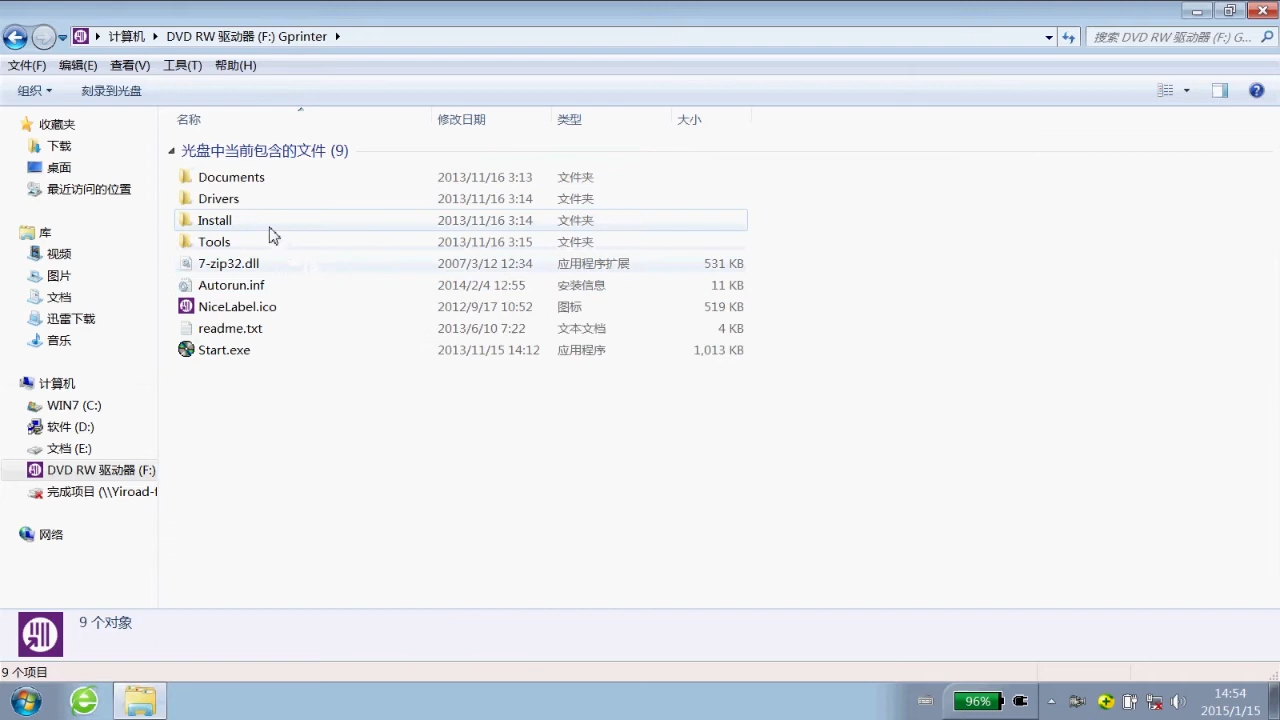 计算机 DVD RW 驱动器 (F:) Gprinter
搜索 DVD RW 驱动器 (F:) G...
文件(F) 编辑(E) 查看(V) 工具(T) 帮助(H)
组织 刻录到光盘
收藏夹
下载
桌面
最近访问的位置
库
视频
图片
文档
迅雷下载
音乐
计算机
WIN7 (C:)
软件 (D:)
文档 (E:)
DVD RW 驱动器 (F:)
完成项目 (\\Yiroad-f
网络
名称 修改日期 类型 大小
光盘中当前包含的文件 (9)
Documents 2013/11/16 3:13 文件夹
Drivers 2013/11/16 3:14 文件夹
Install 2013/11/16 3:14 文件夹
Tools 2013/11/16 3:15 文件夹
7-zip32.dll 2007/3/12 12:34 应用程序扩展 531 KB
Autorun.inf 2014/2/4 12:55 安装信息 11 KB
NiceLabel.ico 2012/9/17 10:52 图标 519 KB
readme.txt 2013/6/10 7:22 文本文档 4 KB
Start.exe 2013/11/15 14:12 应用程序 1,013 KB
9 个对象
9 个项目
96%
14:54
2015/1/15